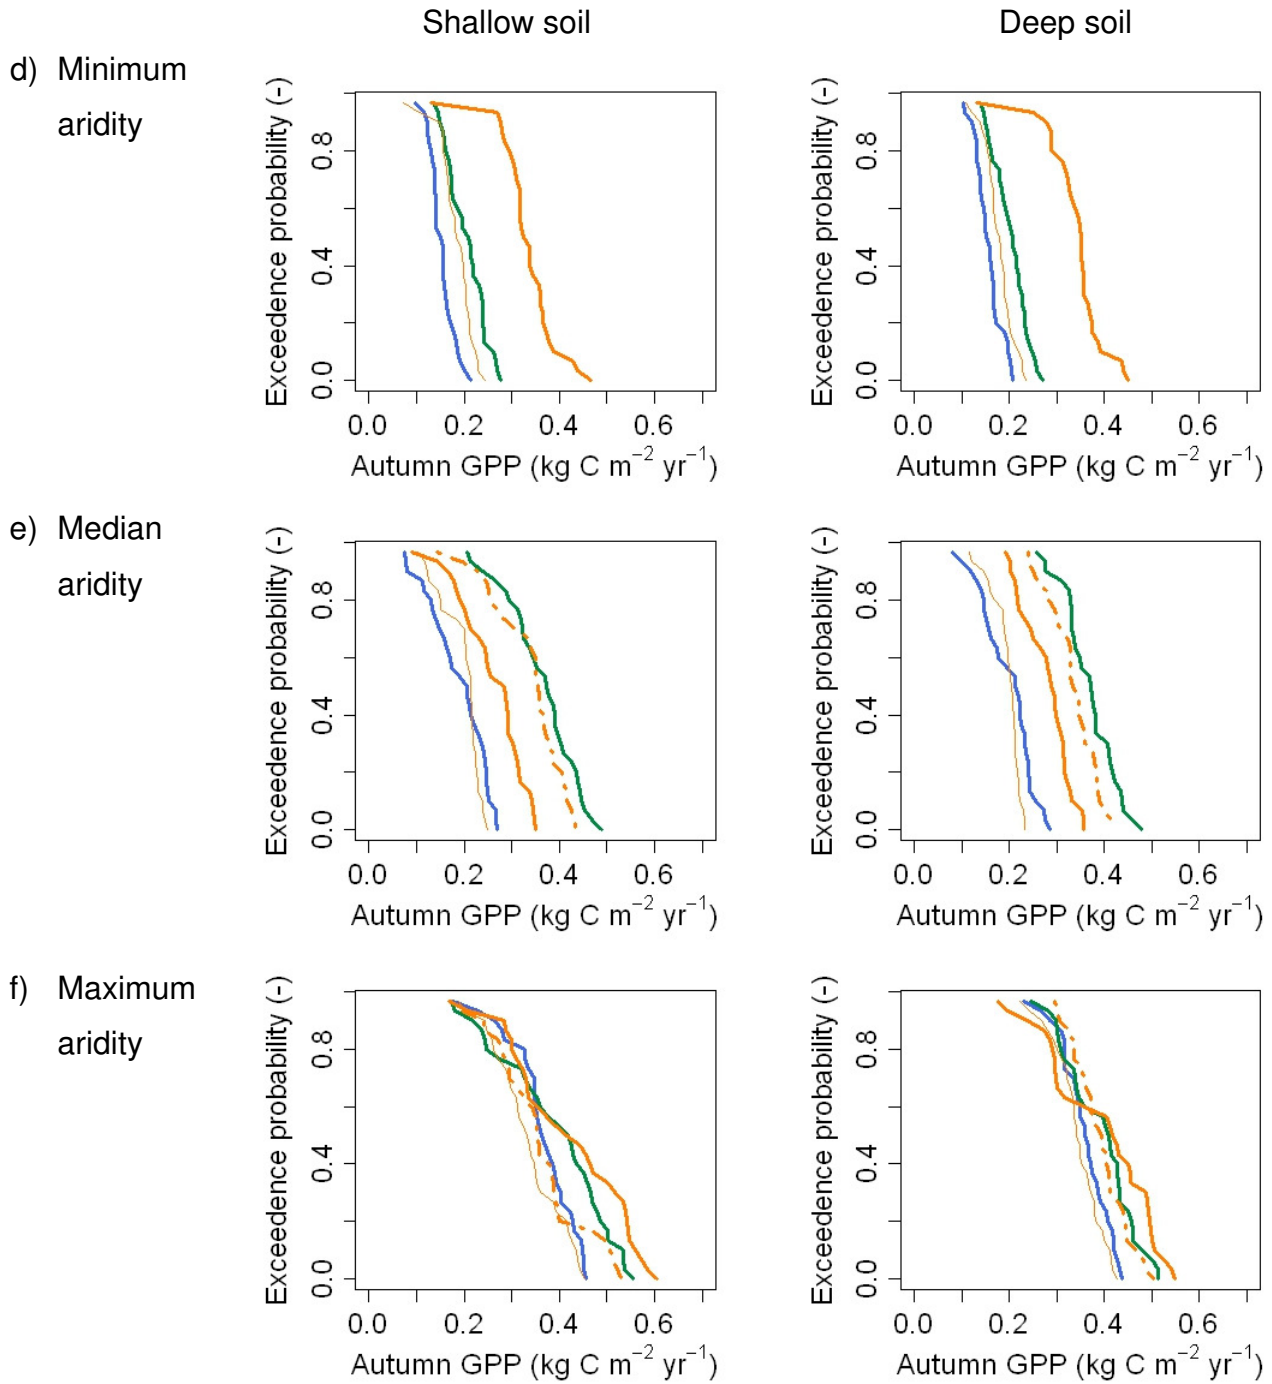 Shallow soil Deep soil
d) Minimum
aridity
Exceedence probability (-)
0.8
0.4
0.
0.0 0.2 0.4 0.6
Autumn GPP (kg C m⁻² yr⁻¹)
Exceedence probability (-)
0.8
0.4
0.
0.0 0.2 0.4 0.6
Autumn GPP (kg C m⁻² yr⁻¹)
e) Median
aridity
Exceedence probability (-)
0.8
0.4
0.
0.0 0.2 0.4 0.6
Autumn GPP (kg C m⁻² yr⁻¹)
Exceedence probability (-)
0.8
0.4
0.
0.0 0.2 0.4 0.6
Autumn GPP (kg C m⁻² yr⁻¹)
f) Maximum
aridity
Exceedence probability (-)
0.8
0.4
0.
0.0 0.2 0.4 0.6
Autumn GPP (kg C m⁻² yr⁻¹)
Exceedence probability (-)
0.8
0.4
0.
0.0 0.2 0.4 0.6
Autumn GPP (kg C m⁻² yr⁻¹)